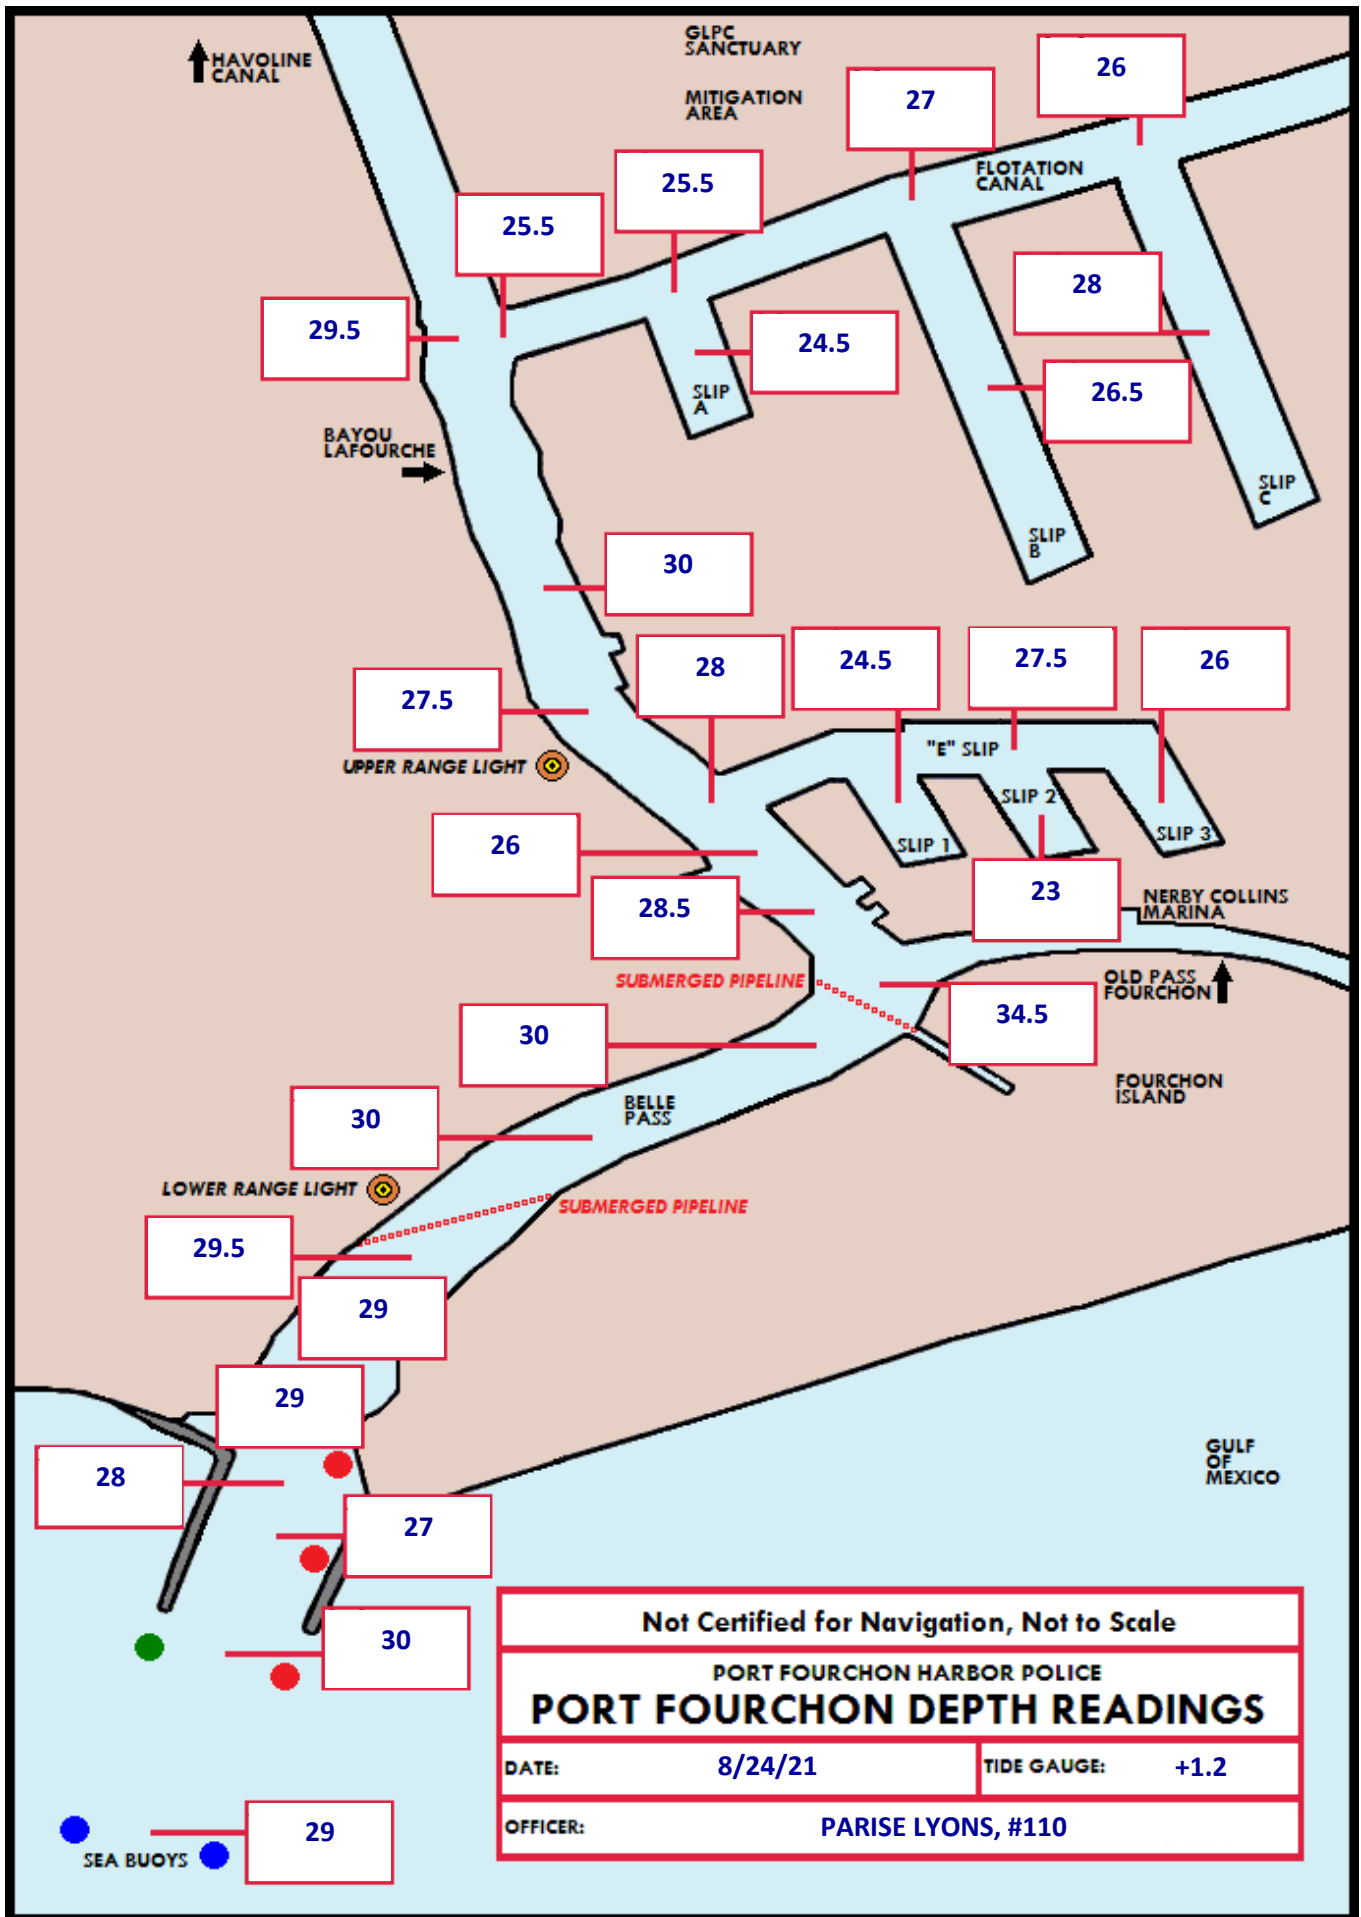 GLPC
SANCTUARY
HAVOLINE
CANAL
26
27
MITIGATION
AREA
FLOTATION
CANAL
25.5
25.5
28
29.5
24.5
26.5
SLIP
A
BAYOU
LAFOURCHE
SLIP
C
SLIP
B
30
28
24.5
27.5
26
27.5
"E" SLIP
UPPER RANGE LIGHT
SLIP 2
SLIP 1
SLIP 3
26
23
28.5
NERBY COLLINS
MARINA
SUBMERGED PIPELINE
OLD PASS
FOURCHON
34.5
30
FOURCHON
ISLAND
BELLE
PASS
30
LOWER RANGE LIGHT
SUBMERGED PIPELINE
29.5
29
29
GULF
OF
MEXICO
28
27
30
Not Certified for Navigation, Not to Scale
PORT FOURCHON HARBOR POLICE
PORT FOURCHON DEPTH READINGS
DATE: 8/24/21 TIDE GAUGE: +1.2
OFFICER: PARISE LYONS, #110
29
SEA BUOYS